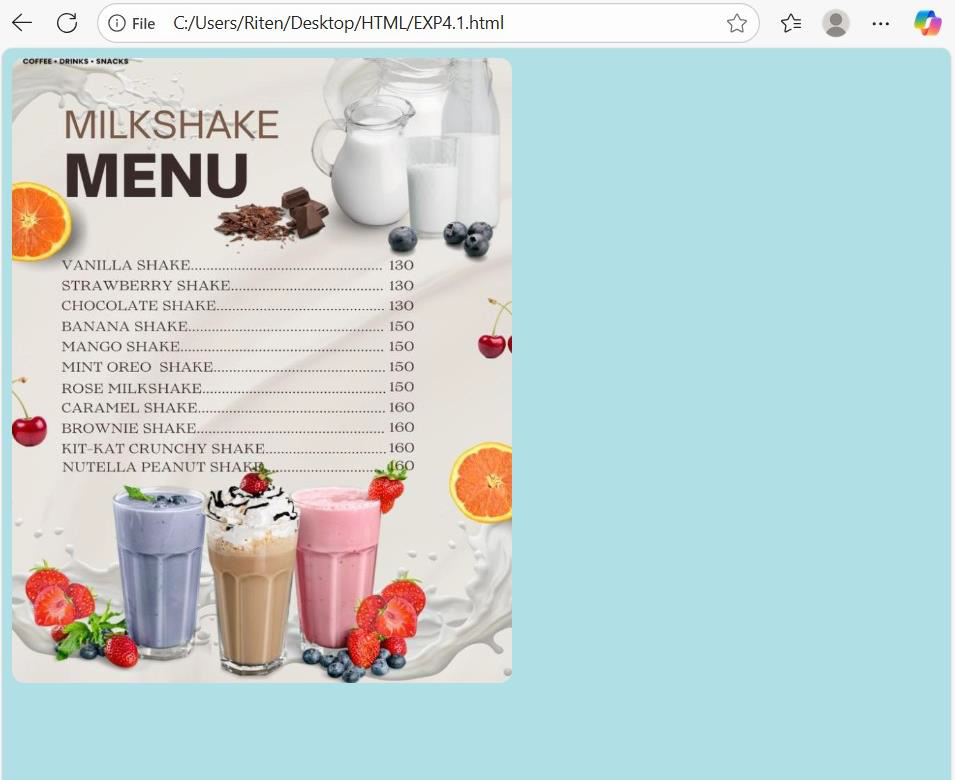 File C:/Users/Riten/Desktop/HTML/EXP4.1.html
COFFEE • DRINKS • SNACKS
MILKSHAKE
MENU
VANILLA SHAKE................................................ 130
STRAWBERRY SHAKE...................................... 130
CHOCOLATE SHAKE.......................................... 130
BANANA SHAKE................................................. 150
MANGO SHAKE................................................... 150
MINT OREO  SHAKE........................................... 150
ROSE MILKSHAKE.............................................. 150
CARAMEL SHAKE............................................... 160
BROWNIE SHAKE............................................... 160
KIT-KAT CRUNCHY SHAKE.............................. 160
NUTELLA PEANUT SHAKE.............................. 160